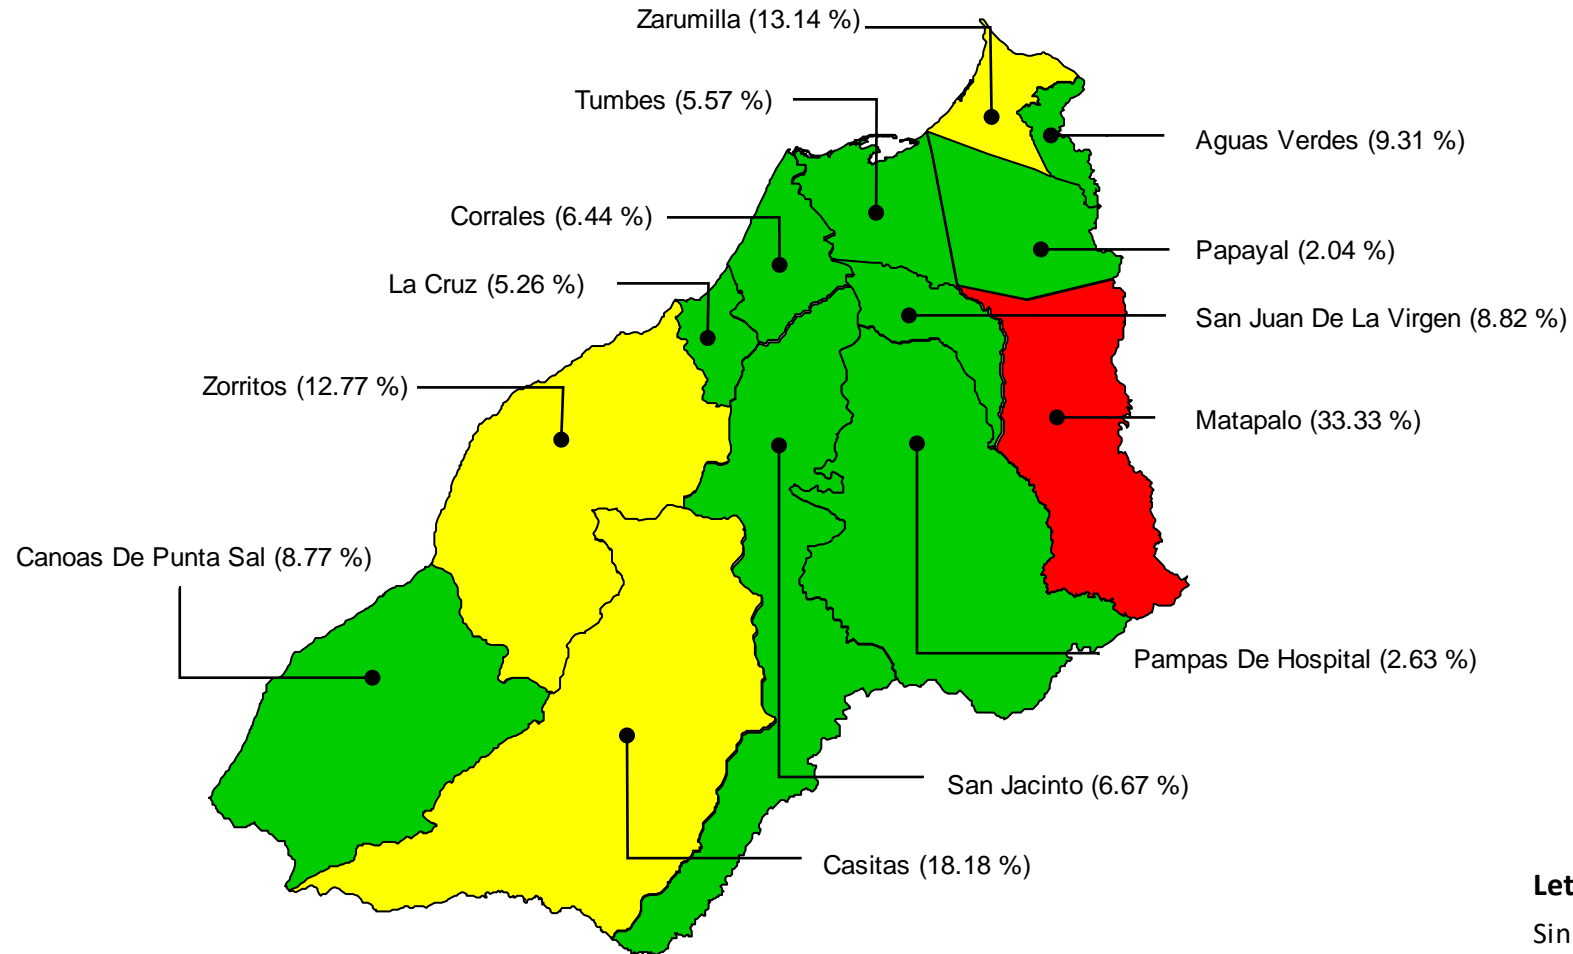 Zarumilla (13.14 %)
Tumbes (5.57 %)
Aguas Verdes (9.31 %)
Corrales (6.44 %)
Papayal (2.04 %)
La Cruz (5.26 %)
San Juan De La Virgen (8.82 %)
Zorritos (12.77 %)
Matapalo (33.33 %)
Canoas De Punta Sal (8.77 %)
Pampas De Hospital (2.63 %)
San Jacinto (6.67 %)
Casitas (18.18 %)
Let
Sin